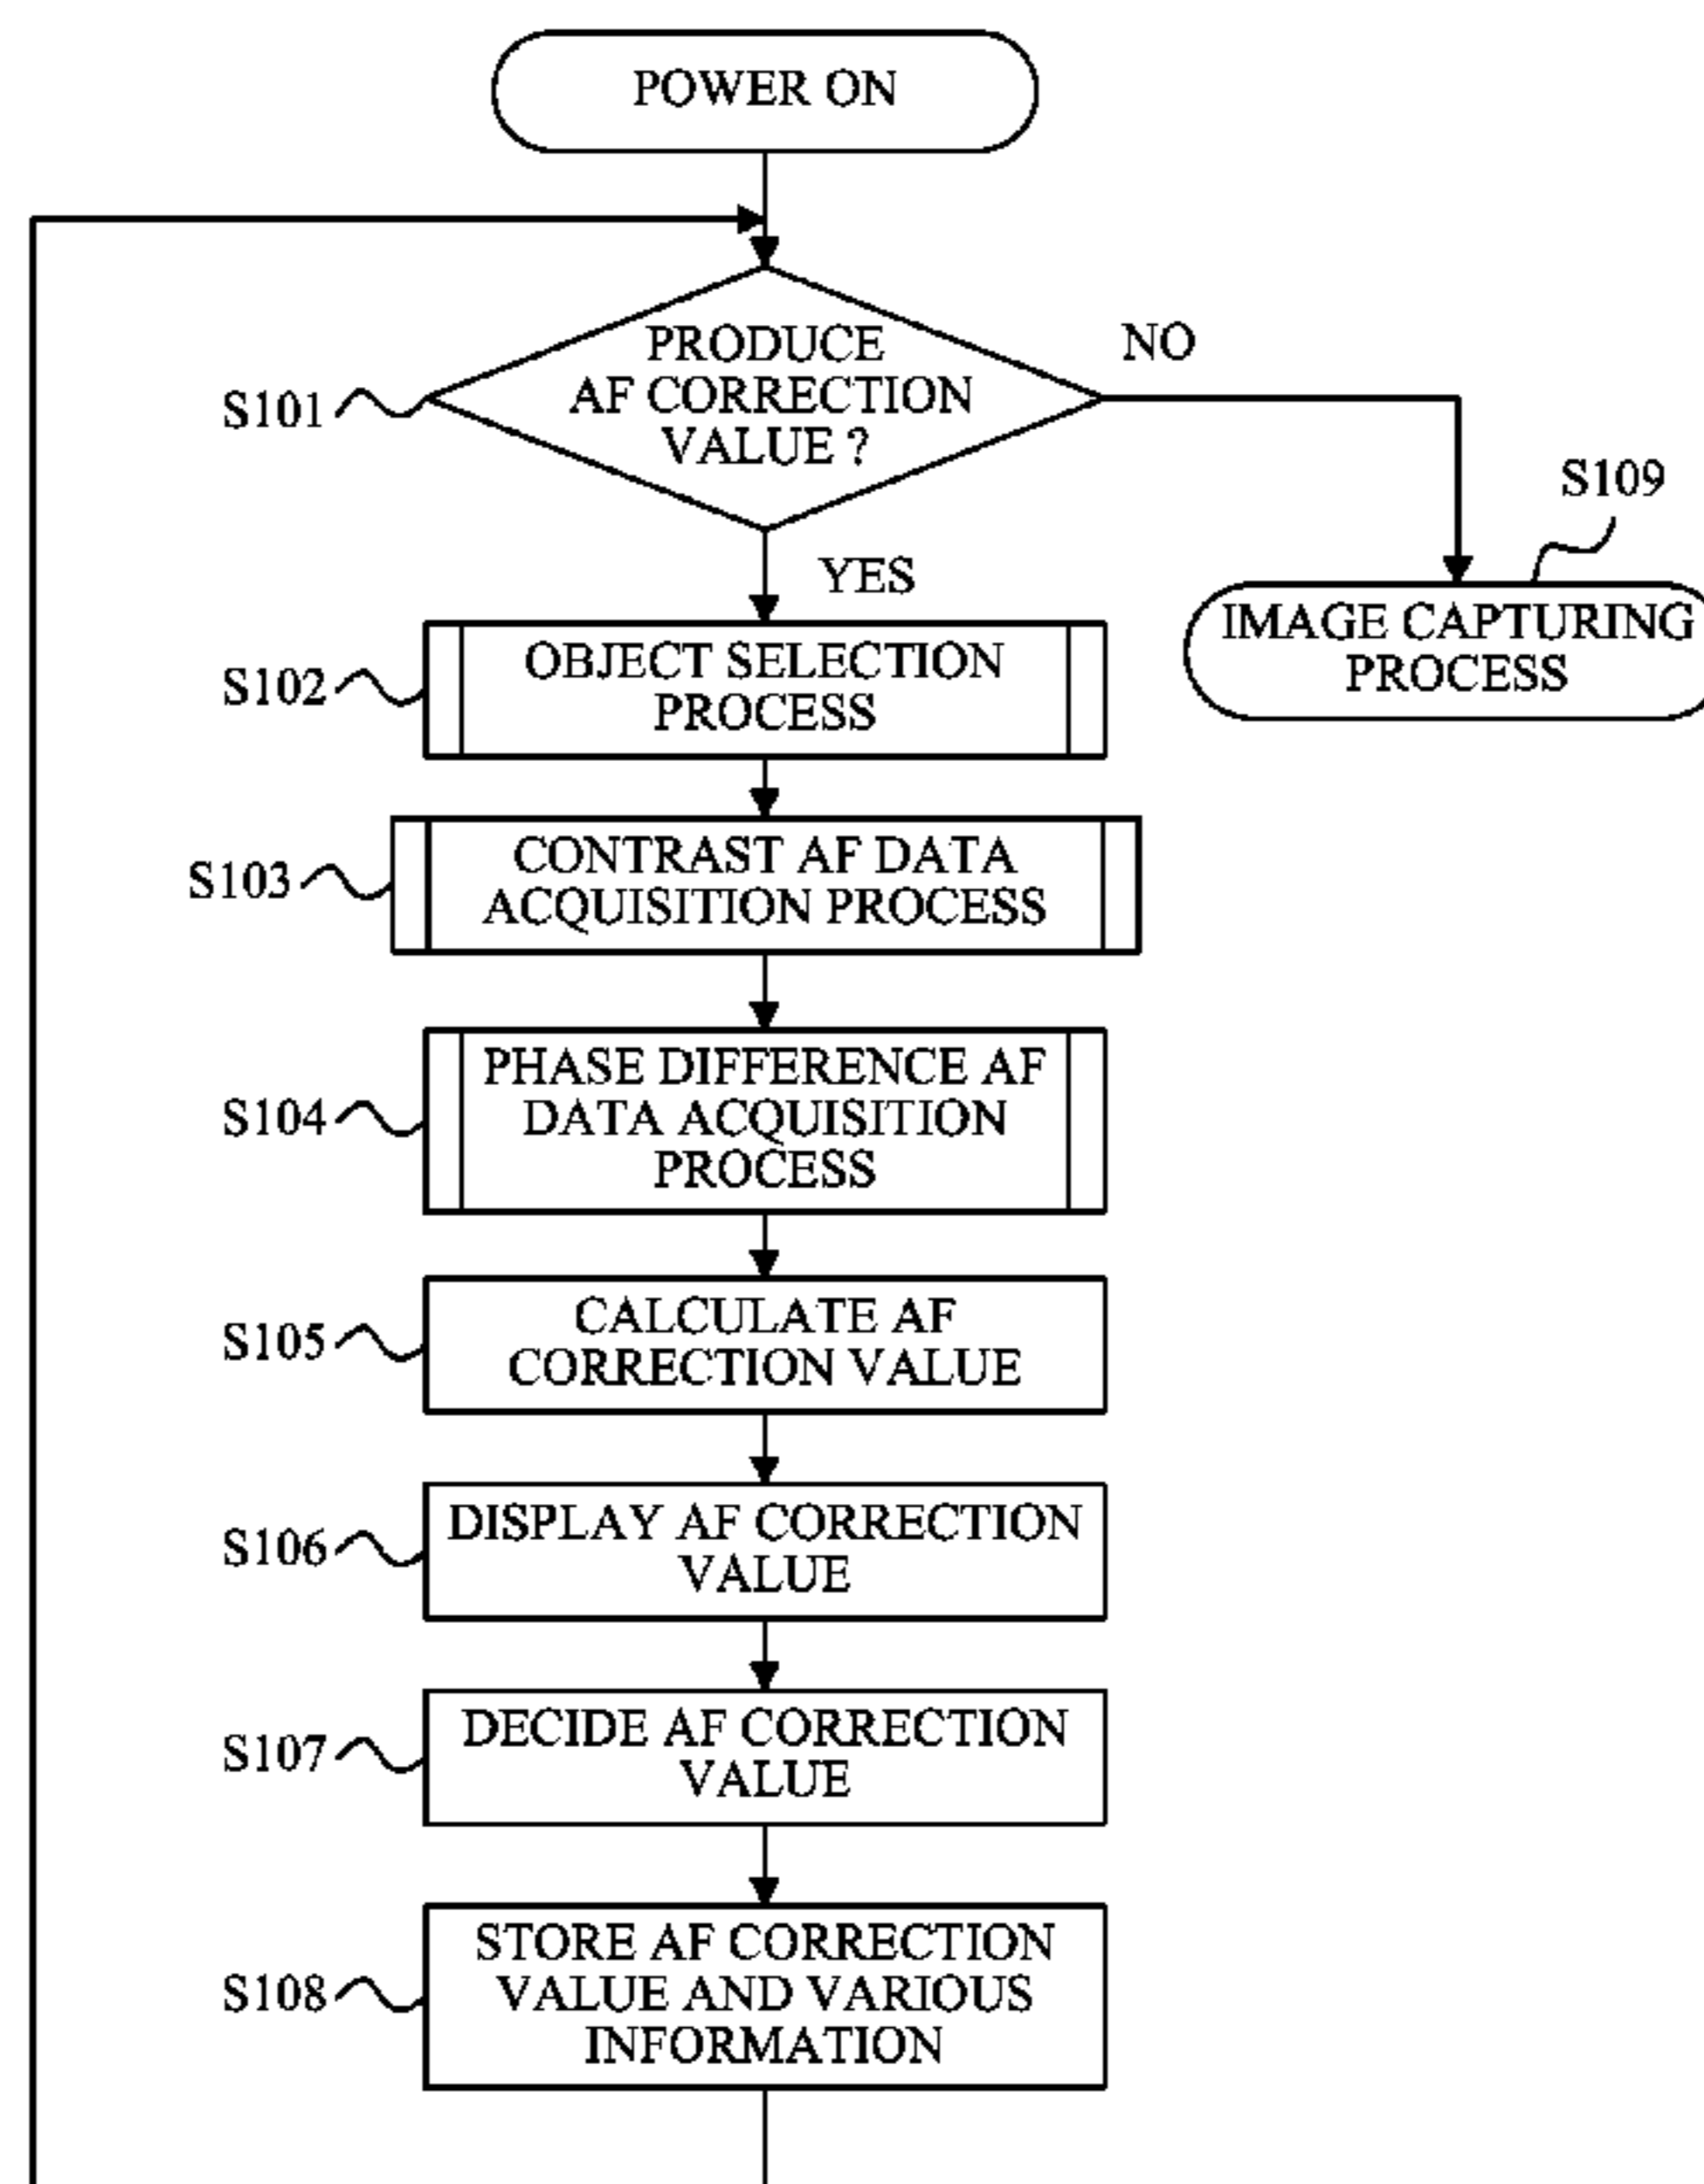 POWER ON
PRODUCE
AF CORRECTION
VALUE ?
NO
S101
S109
YES
IMAGE CAPTURING
PROCESS
OBJECT SELECTION
PROCESS
S102
CONTRAST AF DATA
ACQUISITION PROCESS
S103
PHASE DIFFERENCE AF
DATA ACQUISITION
PROCESS
S104
CALCULATE AF
CORRECTION VALUE
S105
DISPLAY AF CORRECTION
VALUE
S106
DECIDE AF CORRECTION
VALUE
S107
STORE AF CORRECTION
VALUE AND VARIOUS
INFORMATION
S108